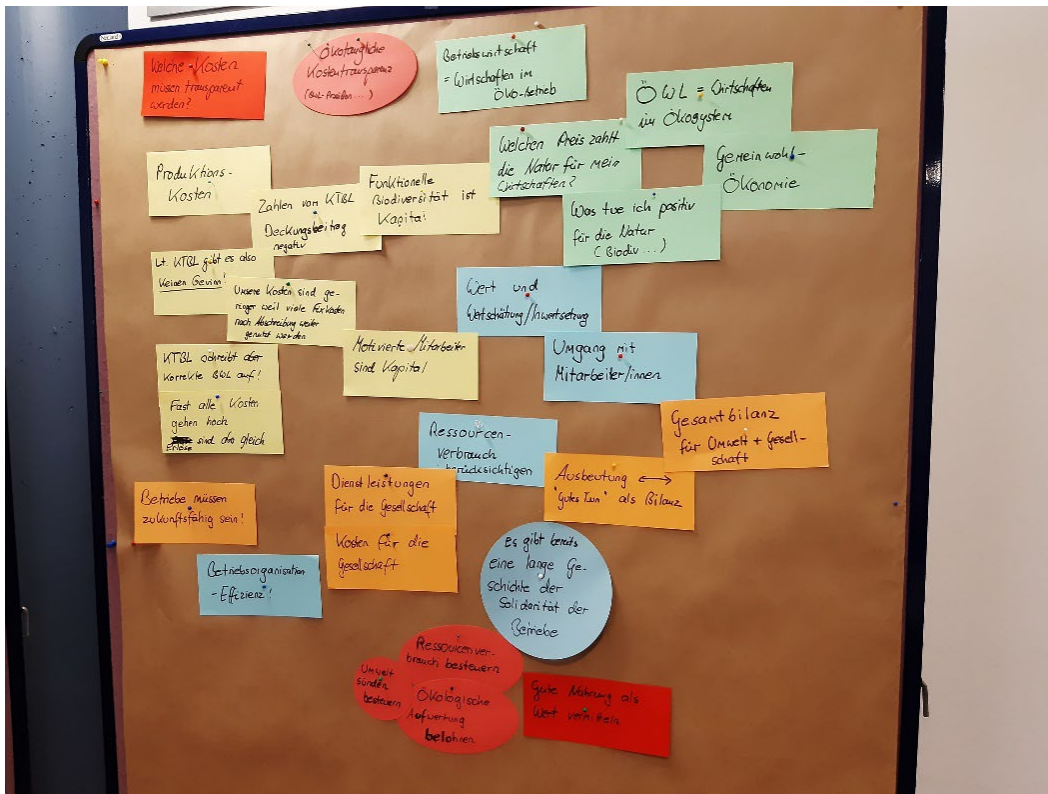 Welche Kosten
müssen transparent
werden?
Ökotaugliche
Kostentransparenz
Betriebswirtschaft
= Wirtschaften im
Öko-Betrieb
ÖWL = Wirtschaften
im Ökosystem
Welchen Preis zahlt
die Natur für mein
Wirtschaften?
Gemeinwohl-
Ökonomie
Was tue ich positiv
für die Natur
(Biodiv...)
Produktions-
Kosten
Zahlen vom KTBL
Deckungsbeitrag
negativ
Funktionelle
Biodiversität ist
Kapital
Lt. KTBL gibt es also
keinen Gewinn!
Unsere Kosten sind ge-
ringer weil viele Fixkosten
nach Abschreibung weiter
genutzt werden
Wert und
Wertschätzung/Inwertsetzung
KTBL schreibt aber
korrekte BWL auf!
Motivierte Mitarbeiter
sind Kapital
Umgang mit
Mitarbeiter/innen
Fast alle Kosten
gehen hoch
Erlöse sind gleich
Ressourcen-
verbrauch
berücksichtigen
Gesamtbilanz
für Umwelt + Gesell-
schaft
Ausbeutung ↔
"Gutes Tun" als Bilanz
Betriebe müssen
zukunftsfähig sein!
Dienstleistungen
für die Gesellschaft
Kosten für die
Gesellschaft
Betriebsorganisation
-Effizienz!
Es gibt bereits
eine lange Ge-
schichte der
Solidarität der
Betriebe
Ressourcenver-
brauch besteuern
Umwelt
sünden
besteuern
Ökologische
Aufwertung
belohnen
Gute Nahrung als
Wert vermitteln